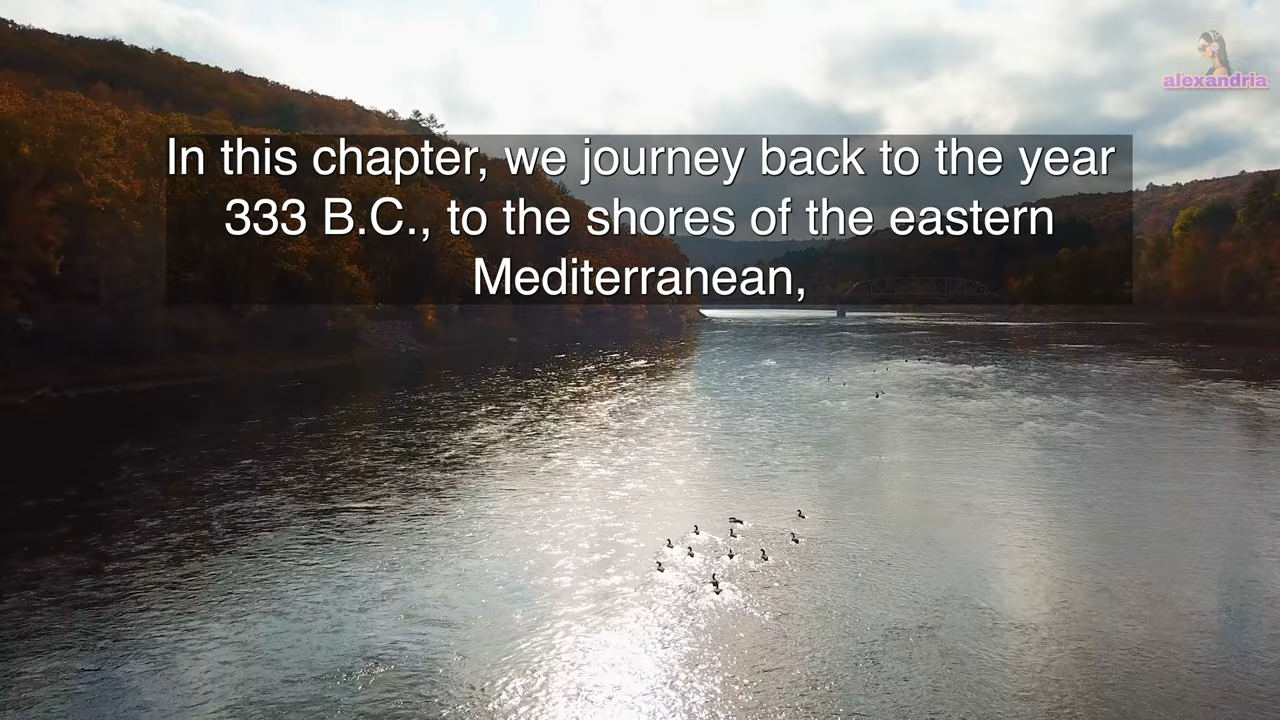 alexandria
In this chapter, we journey back to the year
333 B.C., to the shores of the eastern
Mediterranean,